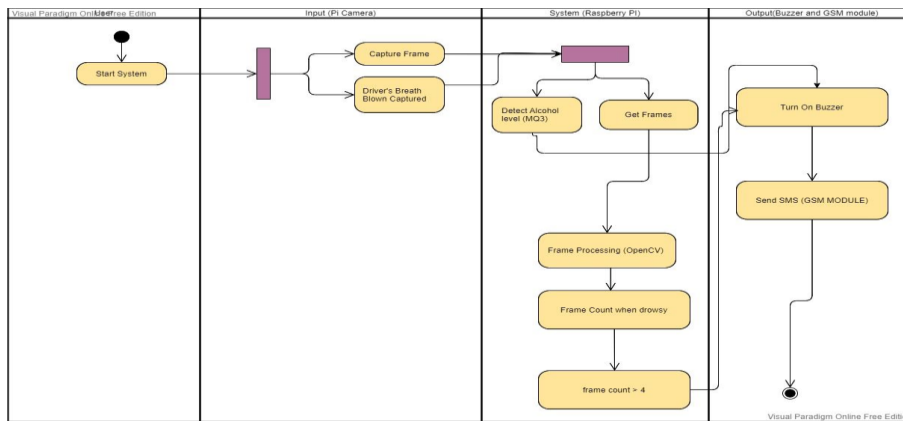 Visual Paradigm Online Free Edition
User
Input (Pi Camera)
System (Raspberry PI)
Output(Buzzer and GSM module)
Start System
Capture Frame
Driver's Breath
Blown Captured
Detect Alcohol
level (MQ3)
Get Frames
Turn On Buzzer
Send SMS (GSM MODULE)
Frame Processing (OpenCV)
Frame Count when drowsy
frame count > 4
Visual Paradigm Online Free Editio